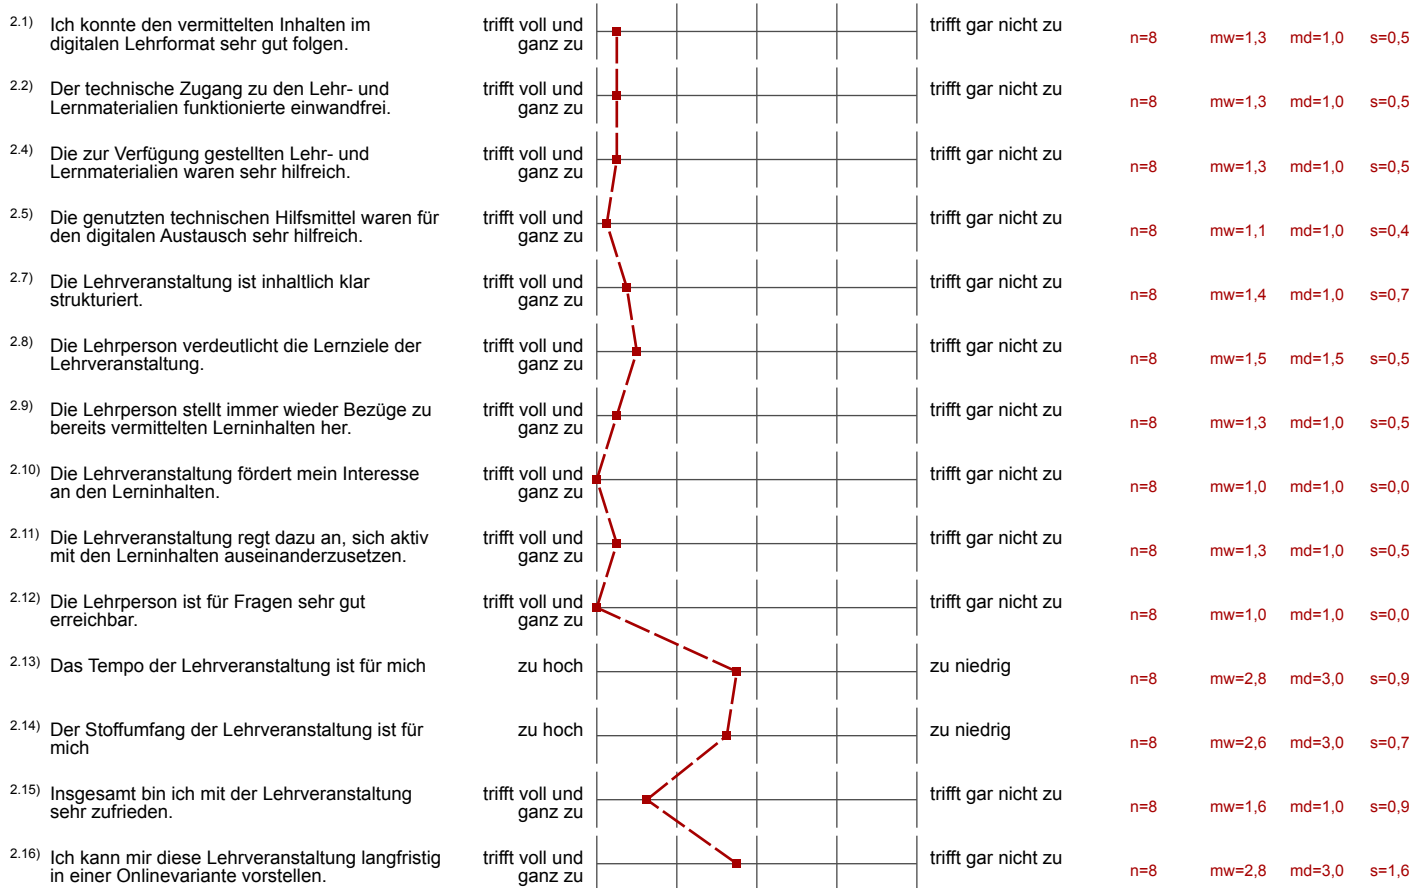 2.1) Ich konnte den vermittelten Inhalten im
digitalen Lehrformat sehr gut folgen.
trifft voll und
ganz zu
trifft gar nicht zu
n=8 mw=1,3 md=1,0 s=0,5
2.2) Der technische Zugang zu den Lehr- und
Lernmaterialien funktionierte einwandfrei.
trifft voll und
ganz zu
trifft gar nicht zu
n=8 mw=1,3 md=1,0 s=0,5
2.4) Die zur Verfügung gestellten Lehr- und
Lernmaterialien waren sehr hilfreich.
trifft voll und
ganz zu
trifft gar nicht zu
n=8 mw=1,3 md=1,0 s=0,5
2.5) Die genutzten technischen Hilfsmittel waren für
den digitalen Austausch sehr hilfreich.
trifft voll und
ganz zu
trifft gar nicht zu
n=8 mw=1,1 md=1,0 s=0,4
2.7) Die Lehrveranstaltung ist inhaltlich klar
strukturiert.
trifft voll und
ganz zu
trifft gar nicht zu
n=8 mw=1,4 md=1,0 s=0,7
2.8) Die Lehrperson verdeutlicht die Lernziele der
Lehrveranstaltung.
trifft voll und
ganz zu
trifft gar nicht zu
n=8 mw=1,5 md=1,5 s=0,5
2.9) Die Lehrperson stellt immer wieder Bezüge zu
bereits vermittelten Lerninhalten her.
trifft voll und
ganz zu
trifft gar nicht zu
n=8 mw=1,3 md=1,0 s=0,5
2.10) Die Lehrveranstaltung fördert mein Interesse
an den Lerninhalten.
trifft voll und
ganz zu
trifft gar nicht zu
n=8 mw=1,0 md=1,0 s=0,0
2.11) Die Lehrveranstaltung regt dazu an, sich aktiv
mit den Lerninhalten auseinanderzusetzen.
trifft voll und
ganz zu
trifft gar nicht zu
n=8 mw=1,3 md=1,0 s=0,5
2.12) Die Lehrperson ist für Fragen sehr gut
erreichbar.
trifft voll und
ganz zu
trifft gar nicht zu
n=8 mw=1,0 md=1,0 s=0,0
2.13) Das Tempo der Lehrveranstaltung ist für mich
zu hoch
zu niedrig
n=8 mw=2,8 md=3,0 s=0,9
2.14) Der Stoffumfang der Lehrveranstaltung ist für
mich
zu hoch
zu niedrig
n=8 mw=2,6 md=3,0 s=0,7
2.15) Insgesamt bin ich mit der Lehrveranstaltung
sehr zufrieden.
trifft voll und
ganz zu
trifft gar nicht zu
n=8 mw=1,6 md=1,0 s=0,9
2.16) Ich kann mir diese Lehrveranstaltung langfristig
in einer Onlinevariante vorstellen.
trifft voll und
ganz zu
trifft gar nicht zu
n=8 mw=2,8 md=3,0 s=1,6